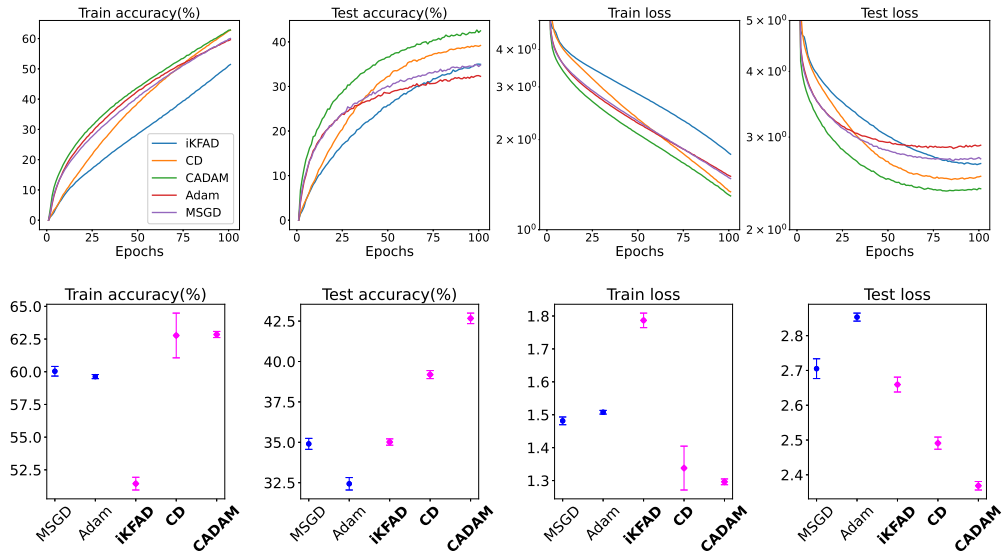 Train accuracy(%)
Test accuracy(%)
Train loss
Test loss
60
50
40
30
20
10
0
iKFAD
CD
CADAM
Adam
MSGD
0
25
50
75
100
Epochs
40
30
20
10
0
0
25
50
75
100
Epochs
4 × 10⁰
3 × 10⁰
2 × 10⁰
10⁰
0
25
50
75
100
Epochs
5 × 10⁰
4 × 10⁰
3 × 10⁰
2 × 10⁰
0
25
50
75
100
Epochs
Train accuracy(%)
Test accuracy(%)
Train loss
Test loss
65.0
62.5
60.0
57.5
55.0
52.5
MSGD
Adam
iKFAD
CD
CADAM
42.5
40.0
37.5
35.0
32.5
MSGD
Adam
iKFAD
CD
CADAM
1.8
1.7
1.6
1.5
1.4
1.3
MSGD
Adam
iKFAD
CD
CADAM
2.8
2.7
2.6
2.5
2.4
MSGD
Adam
iKFAD
CD
CADAM